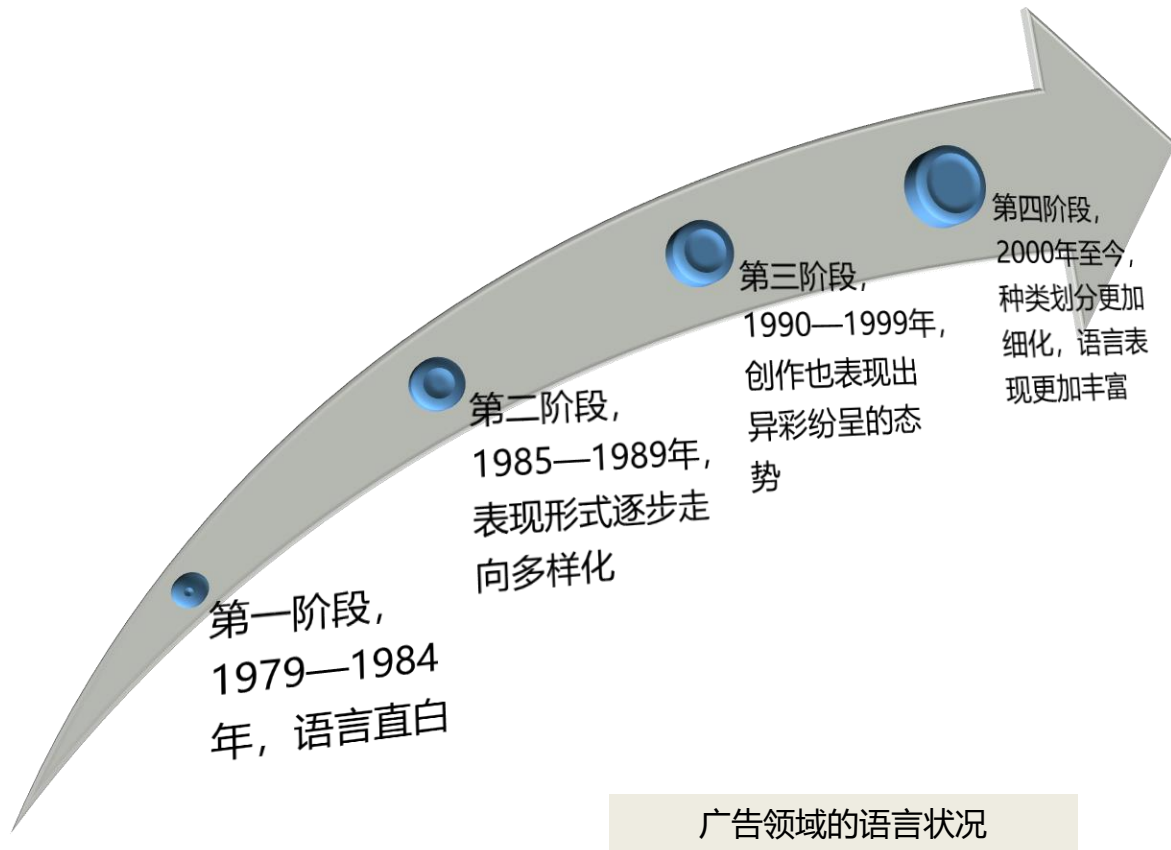 第一阶段，
1979—1984
年，语言直白
第二阶段，
1985—1989年，
表现形式逐步走
向多样化
第三阶段，
1990—1999年，
创作也表现出
异彩纷呈的态
势
第四阶段，
2000年至今，
种类划分更加
细化，语言表
现更加丰富
广告领域的语言状况